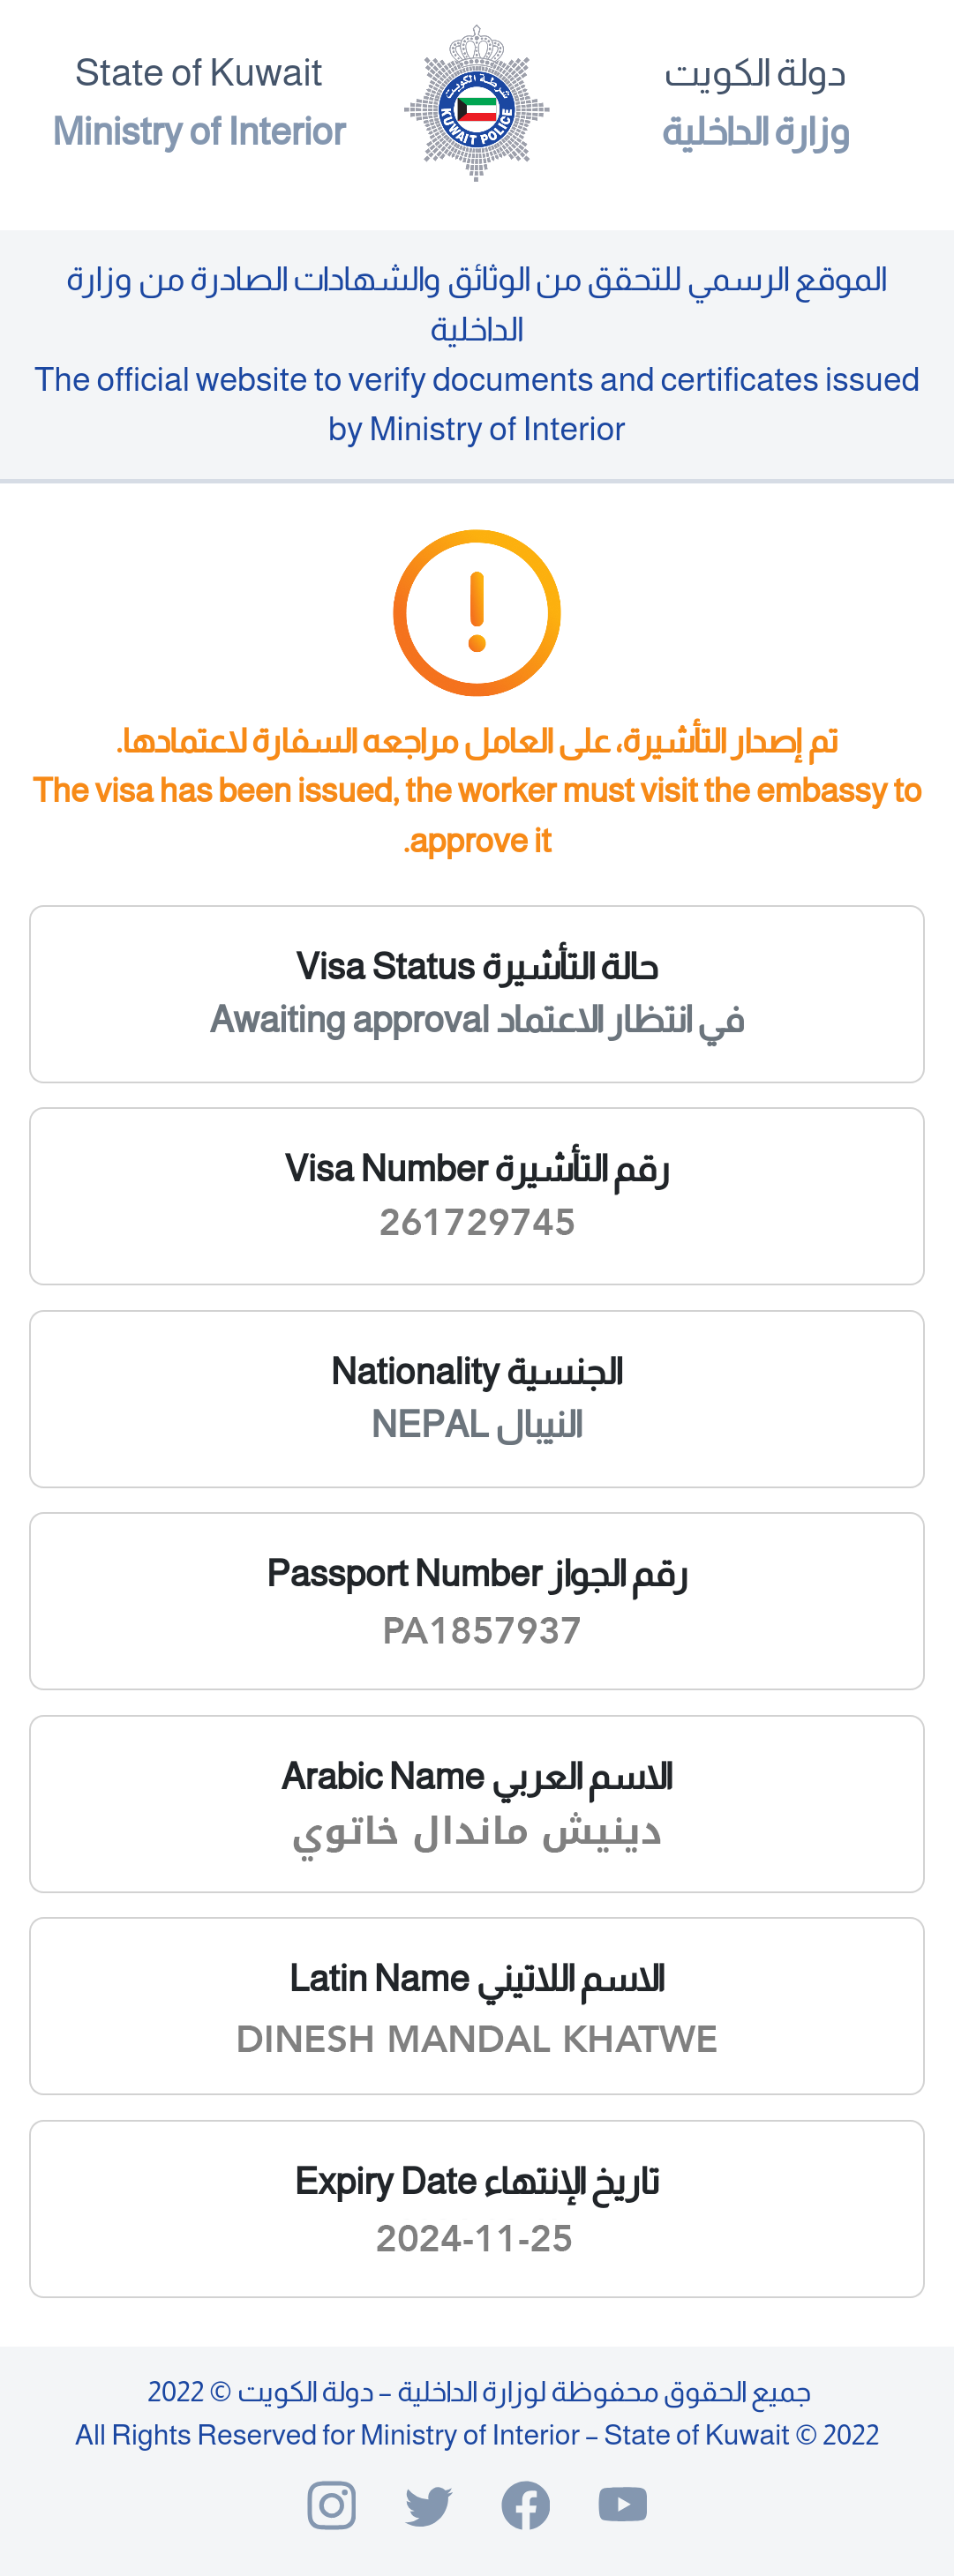 State of Kuwait
Ministry of Interior
شرطة الكويت
KUWAIT POLICE
دولة الكويت
وزارة الداخلية
الموقع الرسمي للتحقق من الوثائق والشهادات الصادرة من وزارة
الداخلية
The official website to verify documents and certificates issued
by Ministry of Interior
تم إصدار التأشيرة، على العامل مراجعه السفارة لاعتمادها.
The visa has been issued, the worker must visit the embassy to
.approve it
Visa Status حالة التأشيرة
Awaiting approval في انتظار الاعتماد
Visa Number رقم التأشيرة
261729745
Nationality الجنسية
NEPAL النيبال
Passport Number رقم الجواز
PA1857937
Arabic Name الاسم العربي
دينيش ماندال خاتوي
Latin Name الاسم اللاتيني
DINESH MANDAL KHATWE
Expiry Date تاريخ الإنتهاء
2024-11-25
جميع الحقوق محفوظة لوزارة الداخلية – دولة الكويت © 2022
All Rights Reserved for Ministry of Interior – State of Kuwait © 2022